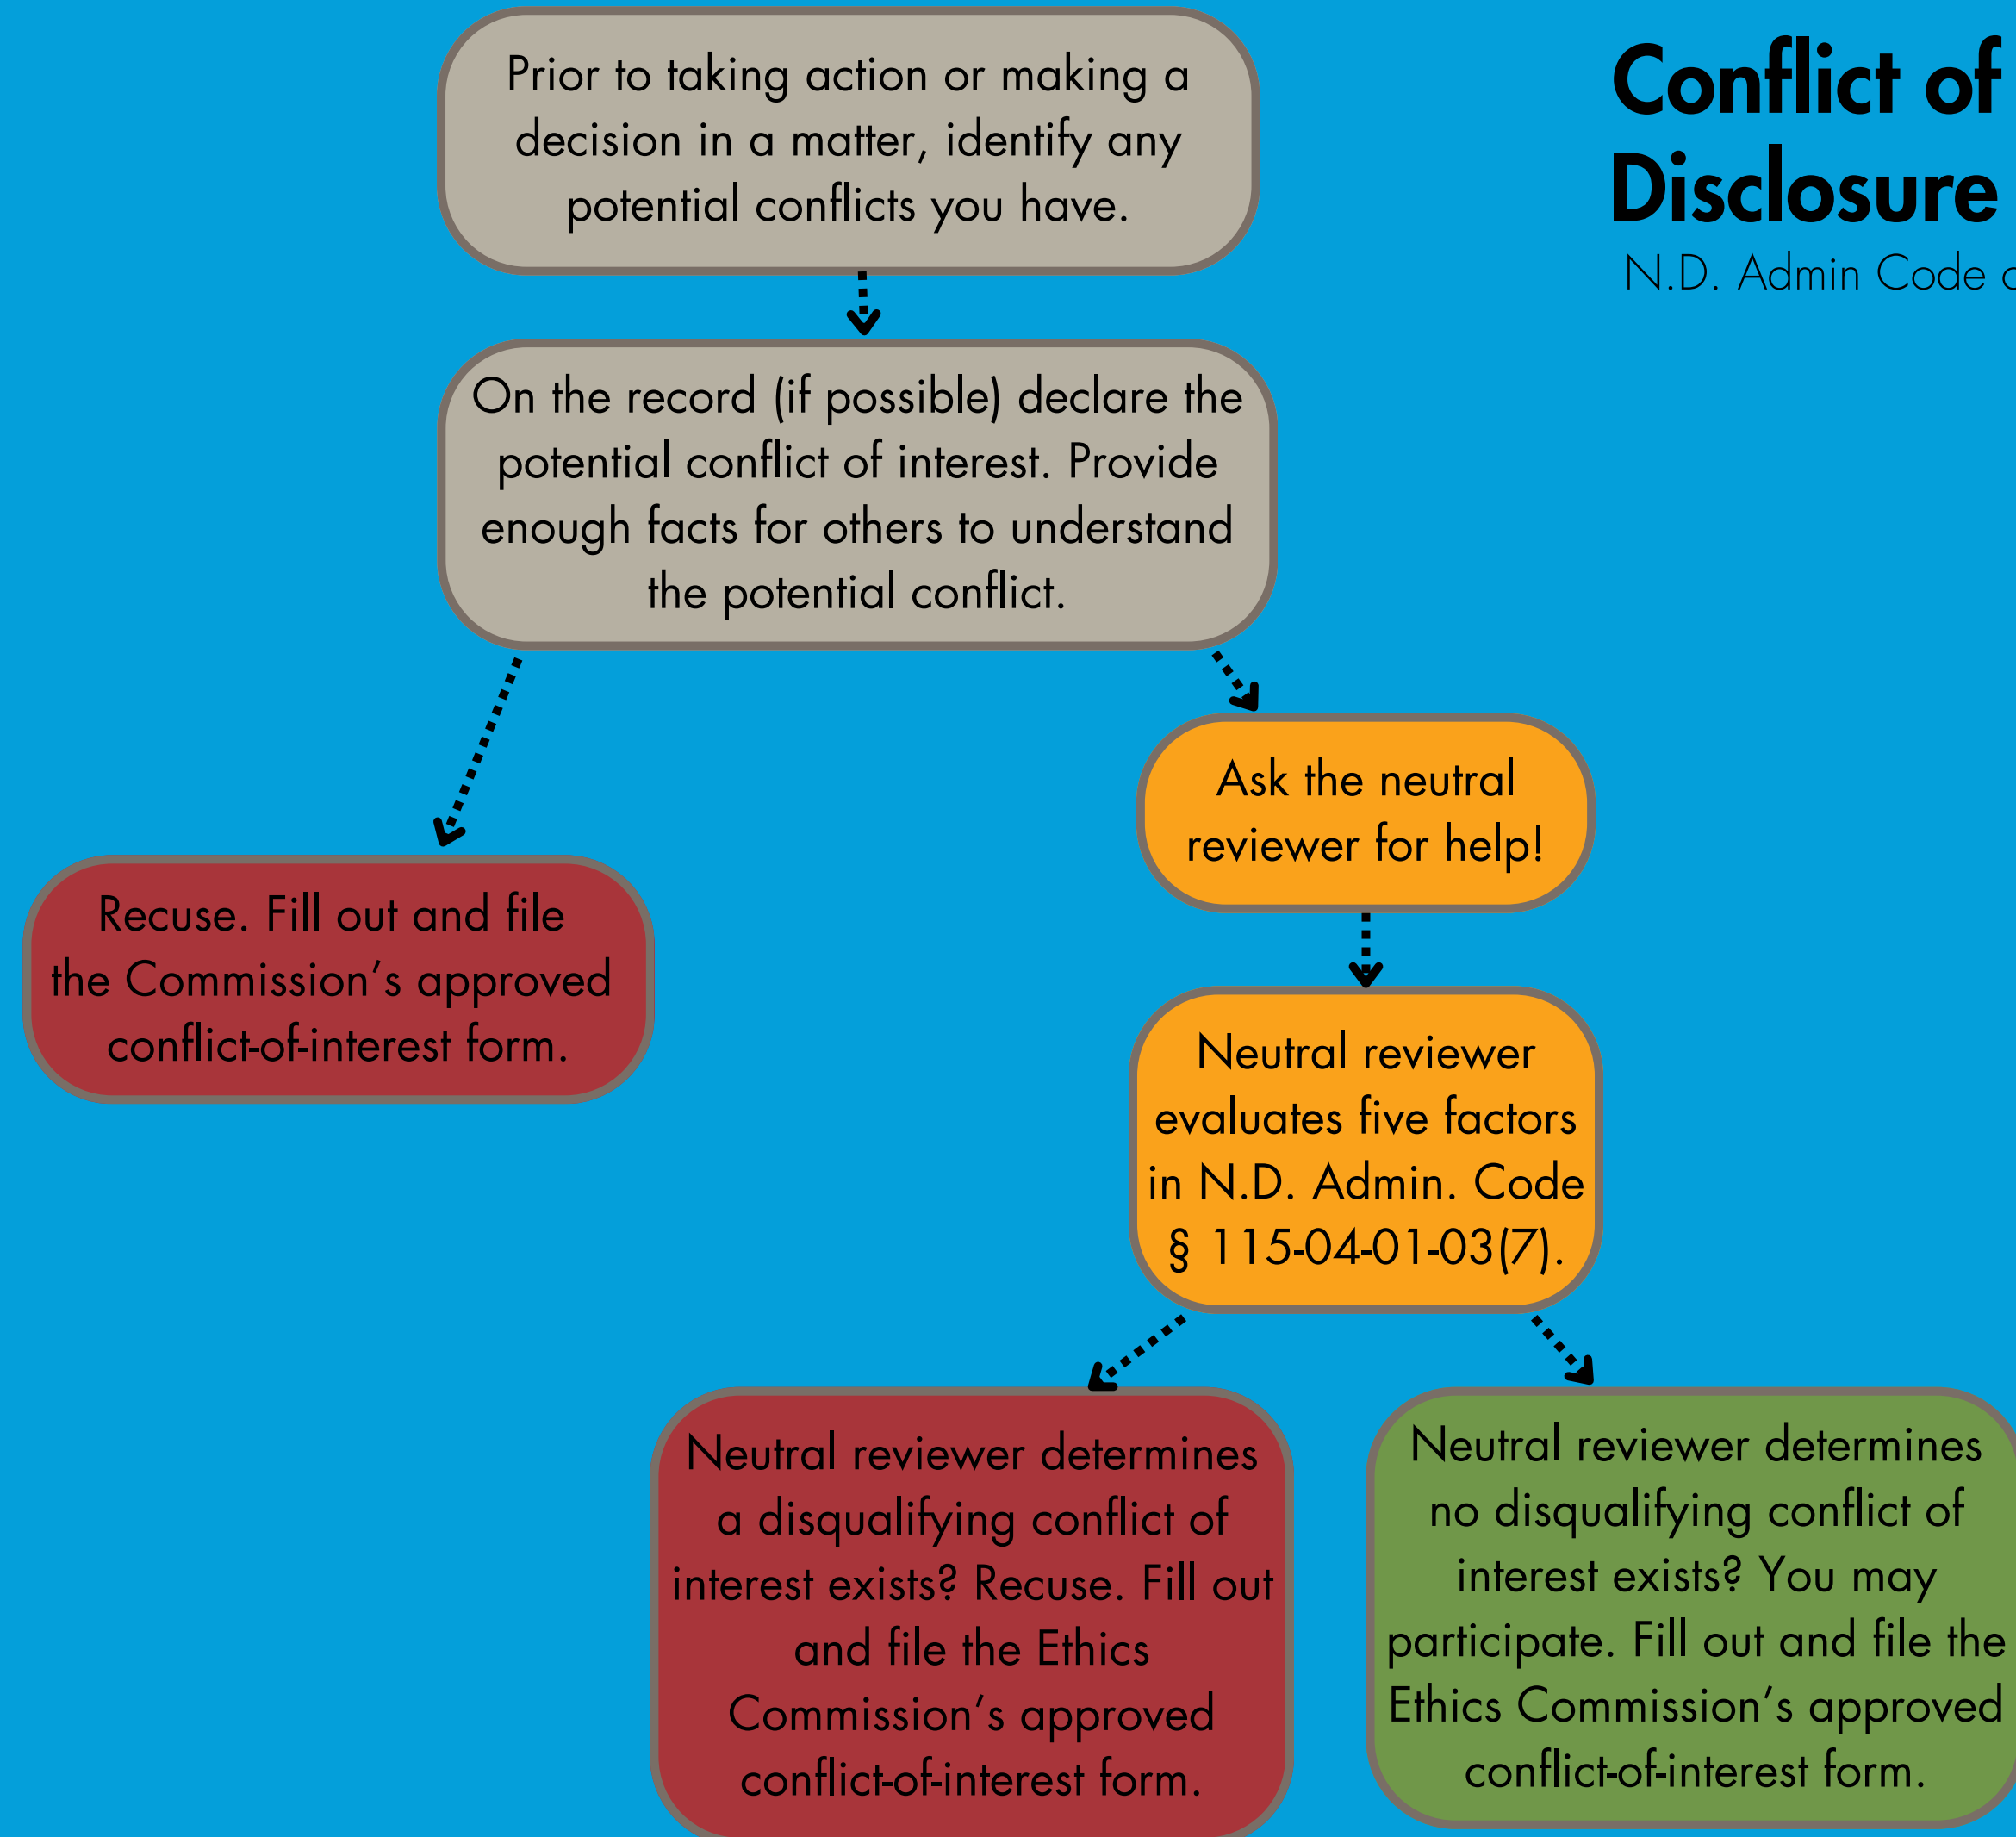 Conflict of
Disclosure
N.D. Admin Code
Prior to taking action or making a
decision in a matter, identify any
potential conflicts you have.
On the record (if possible) declare the
potential conflict of interest. Provide
enough facts for others to understand
the potential conflict.
Recuse. Fill out and file
the Commission’s approved
conflict-of-interest form.
Ask the neutral
reviewer for help!
Neutral reviewer
evaluates five factors
in N.D. Admin. Code
§ 115-04-01-03(7).
Neutral reviewer determines
a disqualifying conflict of
interest exists? Recuse. Fill out
and file the Ethics
Commission’s approved
conflict-of-interest form.
Neutral reviewer determines
no disqualifying conflict of
interest exists? You may
participate. Fill out and file the
Ethics Commission’s approved
conflict-of-interest form.